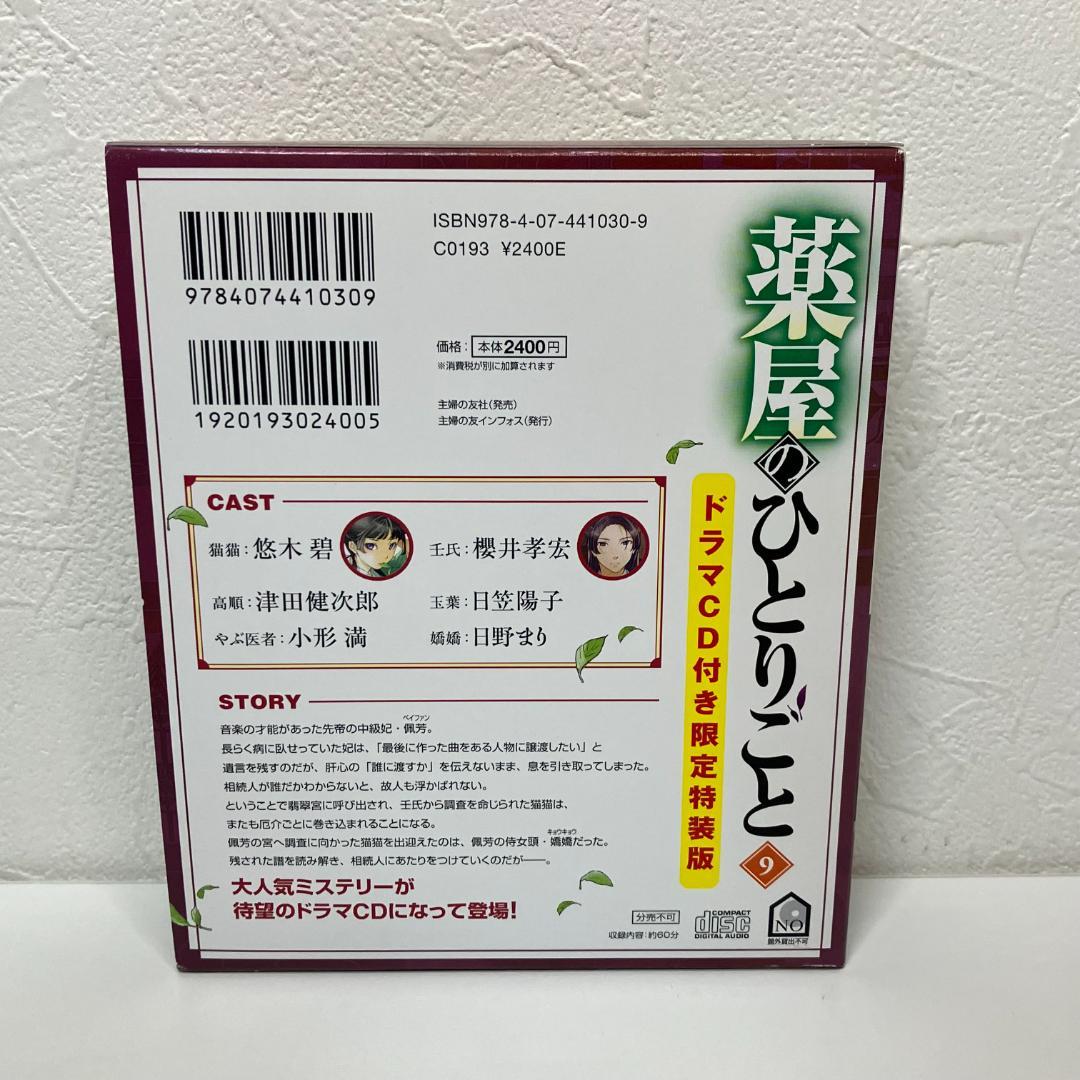 薬屋のひとりごと 9
ドラマCD付き限定特装版
ISBN978-4-07-441030-9
C0193 ¥2400E
9784074410309
価格：本体2400円
※消費税が別に加算されます
1920193024005
主婦の友社（発売）
主婦の友インフォス（発行）
CAST
猫猫：悠木 碧
壬氏：櫻井孝宏
高順：津田健次郎
玉葉：日笠陽子
やぶ医者：小形 満
嬌嬌：日野まり
STORY
ペイファン
音楽の才能があった先帝の中級妃・佩芳。
長らく病に臥せっていた妃は、「最後に作った曲をある人物に譲渡したい」と
遺言を残すのだが、肝心の「誰に渡すか」を伝えないまま、息を引き取ってしまった。
相続人が誰だかわからないと、故人も浮かばれない。
ということで翡翠宮に呼び出され、壬氏から調査を命じられた猫猫は、
またも厄介ごとに巻き込まれることになる。
キョウキョウ
佩芳の宮へ調査に向かった猫猫を出迎えたのは、佩芳の侍女頭・嬌嬌だった。
残された譜を読み解き、相続人にあたりをつけていくのだが――。
大人気ミステリーが
待望のドラマCDになって登場！
分売不可
収録内容：約60分
COMPACT
disc
DIGITAL AUDIO
NO
館外貸出不可